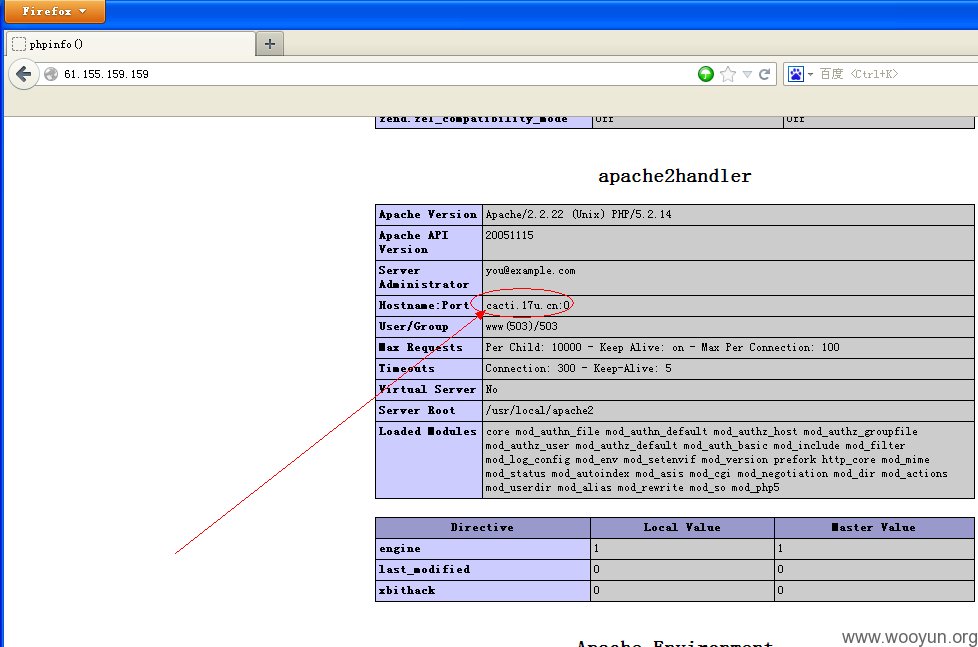 Firefox
phpinfo()
61.155.159.159
百度 <Ctrl+K>
zend.ze1_compatibility_mode Off Off
apache2handler
Apache Version Apache/2.2.22 (Unix) PHP/5.2.14
Apache API Version 20051115
Server Administrator you@example.com
Hostname:Port cacti.17u.cn:0
User/Group www(503)/503
Max Requests Per Child: 10000 - Keep Alive: on - Max Per Connection: 100
Timeouts Connection: 300 - Keep-Alive: 5
Virtual Server No
Server Root /usr/local/apache2
Loaded Modules core mod_authn_file mod_authn_default mod_authz_host mod_authz_groupfile
mod_authz_user mod_authz_default mod_auth_basic mod_include mod_filter
mod_log_config mod_env mod_setenvif mod_version prefork http_core mod_mime
mod_status mod_autoindex mod_asis mod_cgi mod_negotiation mod_dir mod_actions
mod_userdir mod_alias mod_rewrite mod_so mod_php5
Directive Local Value Master Value
engine 1 1
last_modified 0 0
xbithack 0 0
Apache Environment
www.wooyun.org